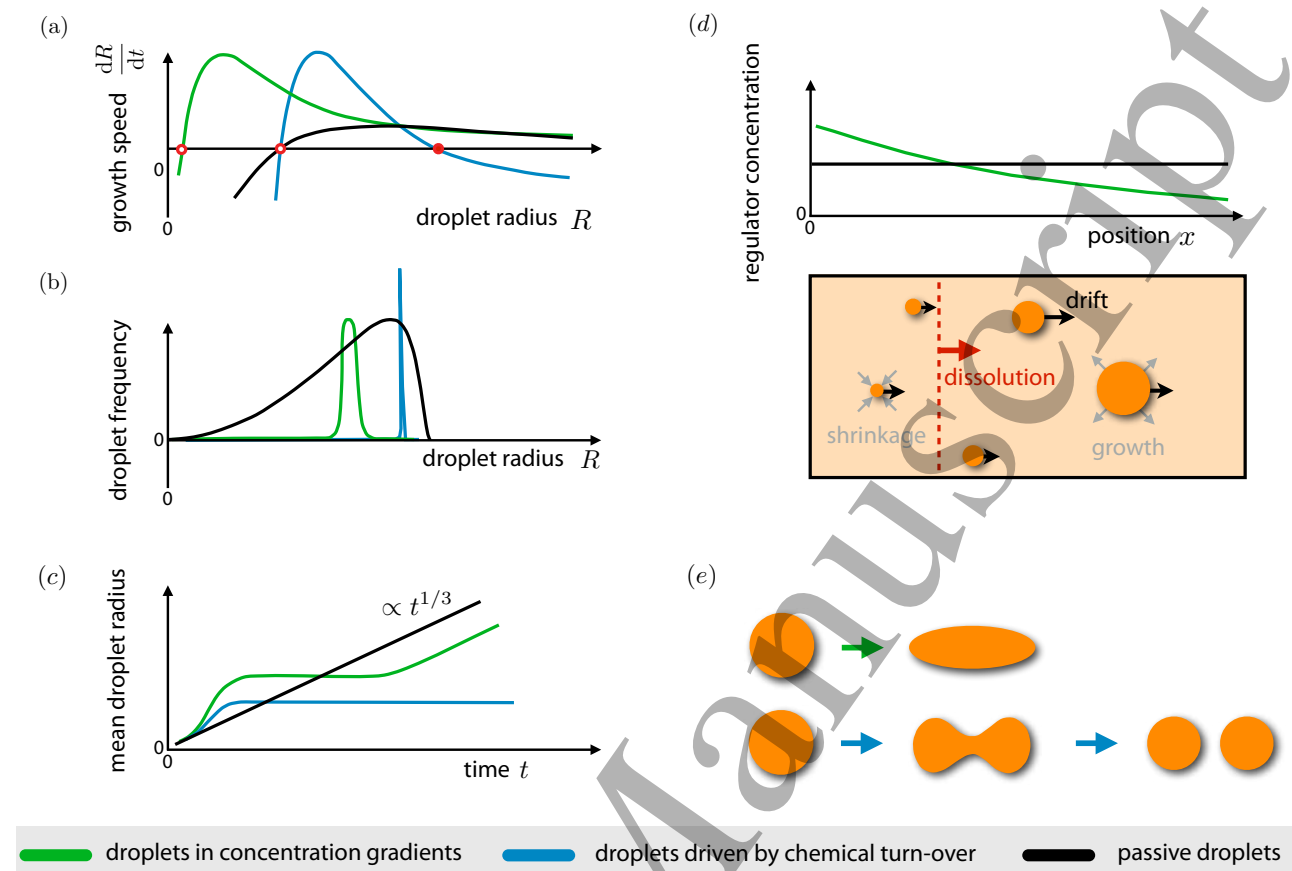 (a)
dR
dt
growth speed
0
0
droplet radius R
(b)
droplet frequency
0
0
droplet radius R
(c)
mean droplet radius
∝ t^{1/3}
0
time t
(d)
regulator concentration
0
0
position x
drift
dissolution
shrinkage
growth
(e)
Manuscript
droplets in concentration gradients
droplets driven by chemical turn-over
passive droplets